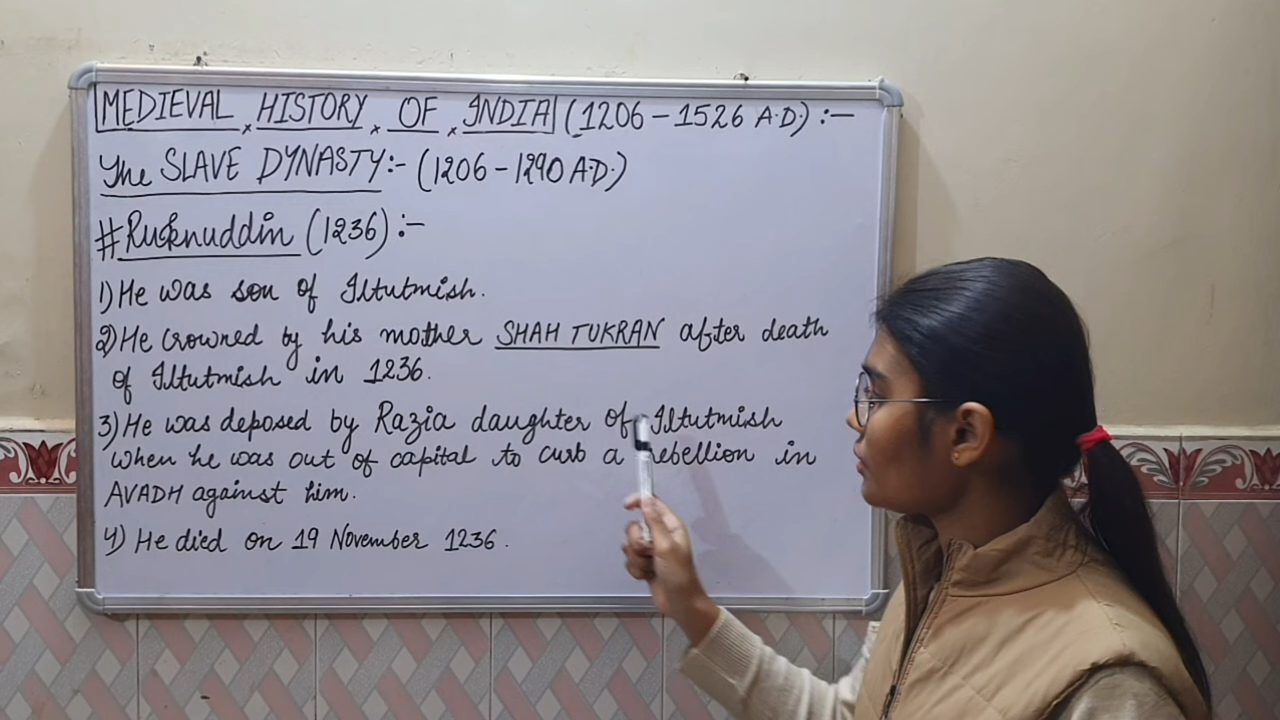 MEDIEVAL HISTORY OF INDIA (1206-1526 A.D.) :-
The SLAVE DYNASTY:- (1206-1290 A.D.)
#Ruknuddin (1236) :-
1) He was son of Iltutmish.
2) He crowned by his mother SHAH TUKRAN after death
of Iltutmish in 1236.
3) He was deposed by Razia daughter of Iltutmish
when he was out of capital to curb a rebellion in
AVADH against him.
4) He died on 19 November 1236.